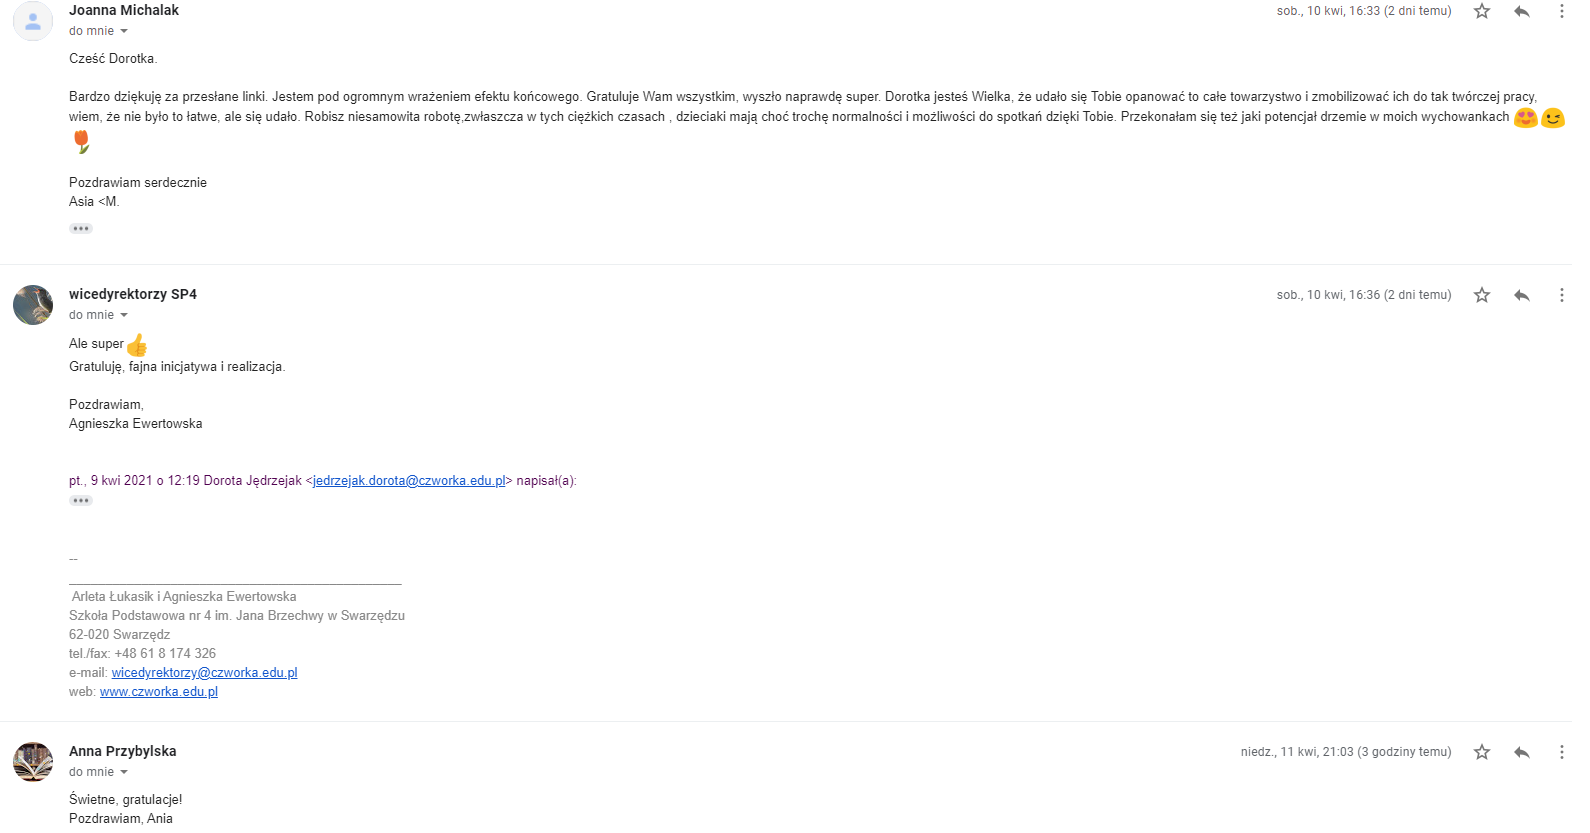 Joanna Michalak
sob., 10 kwi, 16:33 (2 dni temu)
do mnie
Cześć Dorotka.
Bardzo dziękuję za przesłane linki. Jestem pod ogromnym wrażeniem efektu końcowego. Gratuluje Wam wszystkim, wyszło naprawdę super. Dorotka jesteś Wielka, że udało się Tobie opanować to całe towarzystwo i zmobilizować ich do tak twórczej pracy,
wiem, że nie było to łatwe, ale się udało. Robisz niesamowita robotę,zwłaszcza w tych ciężkich czasach , dzieciaki mają choć trochę normalności i możliwości do spotkań dzięki Tobie. Przekonałam się też jaki potencjał drzemie w moich wychowankach 😍😉
🌷
Pozdrawiam serdecznie
Asia <M.
wicedyrektorzy SP4
sob., 10 kwi, 16:36 (2 dni temu)
do mnie
Ale super👍
Gratuluję, fajna inicjatywa i realizacja.
Pozdrawiam,
Agnieszka Ewertowska
pt., 9 kwi 2021 o 12:19 Dorota Jędrzejak <jedrzejak.dorota@czworka.edu.pl> napisał(a):
--
Arleta Łukasik i Agnieszka Ewertowska
Szkoła Podstawowa nr 4 im. Jana Brzechwy w Swarzędzu
62-020 Swarzędz
tel./fax: +48 61 8 174 326
e-mail: wicedyrektorzy@czworka.edu.pl
web: www.czworka.edu.pl
Anna Przybylska
niedz., 11 kwi, 21:03 (3 godziny temu)
do mnie
Świetne, gratulacje!
Pozdrawiam, Ania